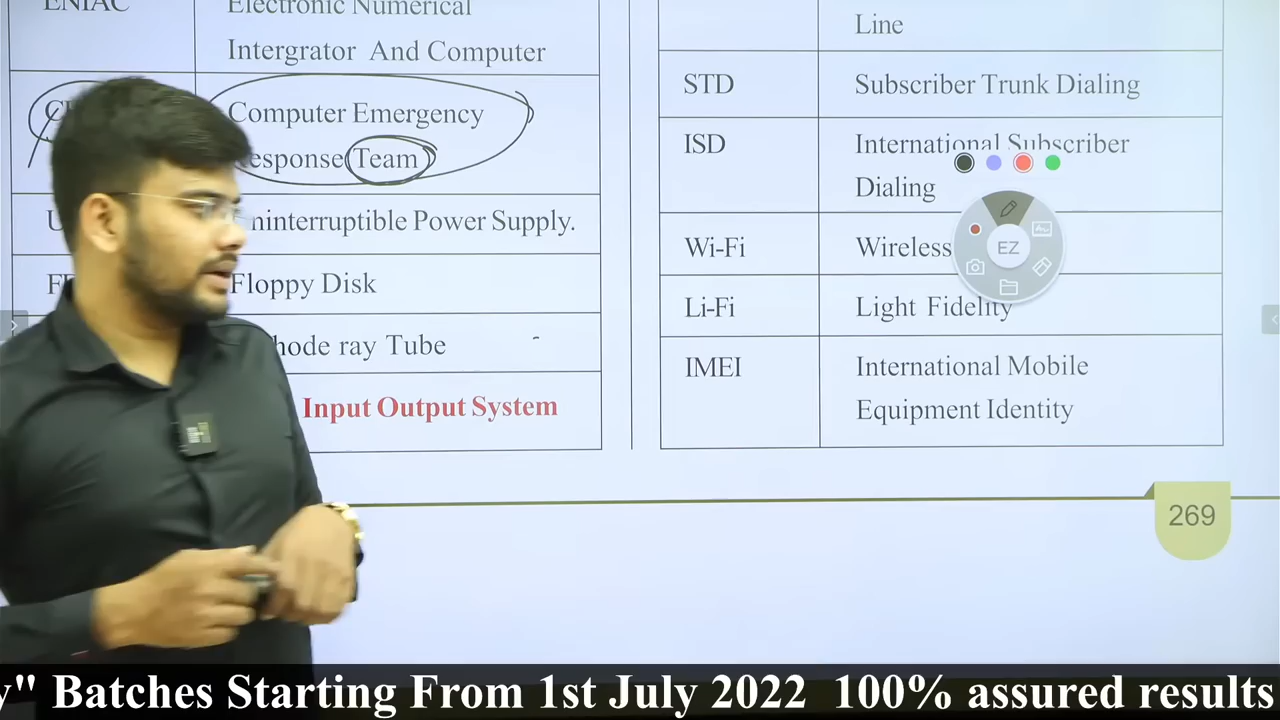 ENIAC
Electronic Numerical
Intergrator And Computer
Computer Emergency
Response Team
Uninterruptible Power Supply.
Floppy Disk
hode ray Tube
Input Output System
Line
STD
Subscriber Trunk Dialing
ISD
International Subscriber
Dialing
Wi-Fi
Wireless
Li-Fi
Light Fidelity
IMEI
International Mobile
Equipment Identity
EZ
269
y" Batches Starting From 1st July 2022 100% assured results